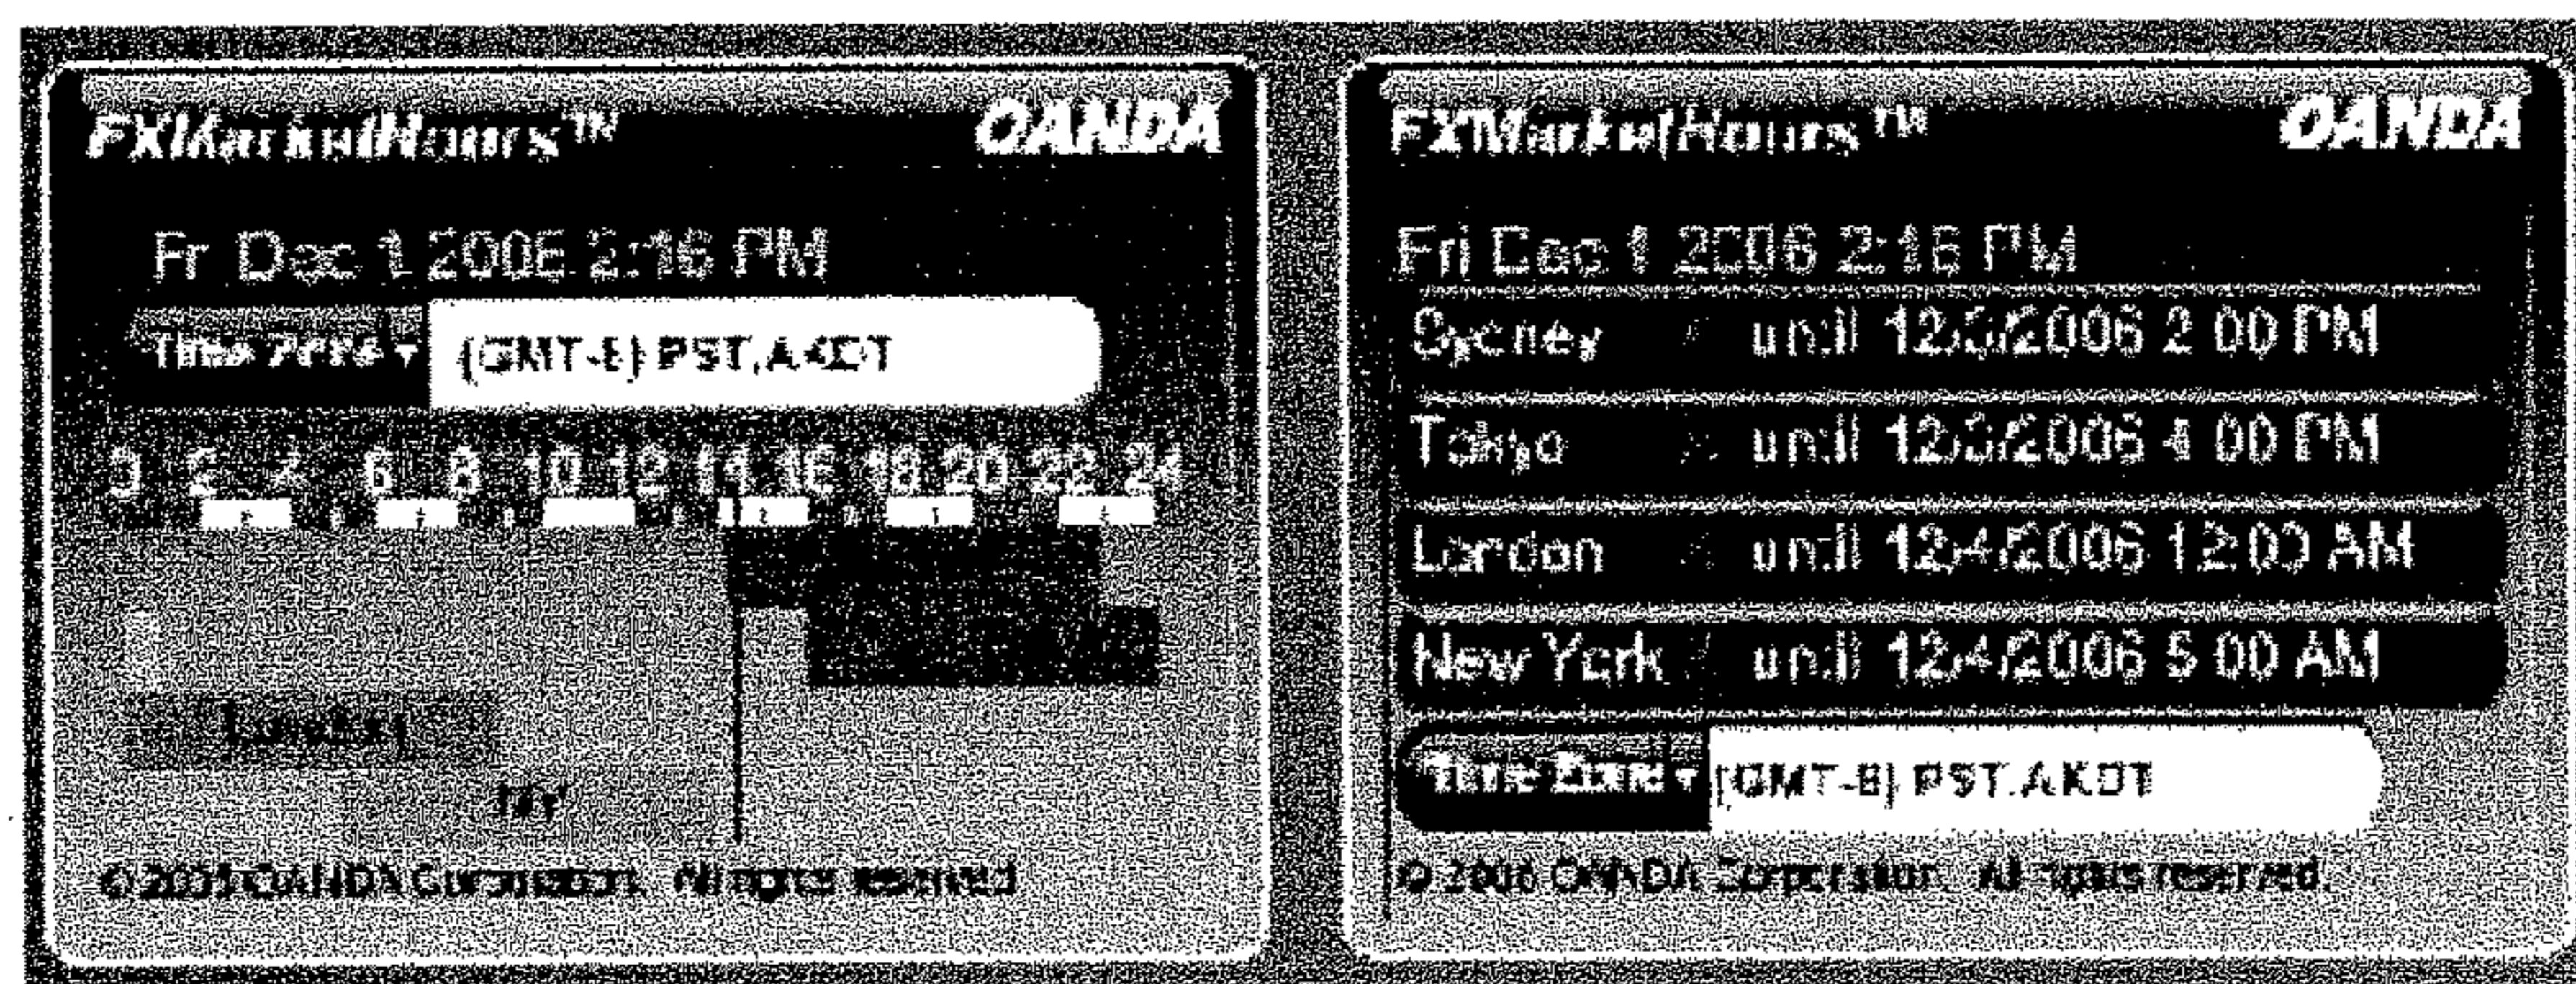 FXMarketHours™ OANDA
Fri Dec 1 2006 2:16 PM
Time Zone ▾ (GMT-8) PST,AKDT
0 2 4 6 8 10 12 14 16 18 20 22 24
London
NY
© 2006 OANDA Corporation. All rights reserved.
FXMarketHours™ OANDA
Fri Dec 1 2006 2:16 PM
Sydney until 12/3/2006 2:00 PM
Tokyo until 12/3/2006 4:00 PM
London until 12/4/2006 12:00 AM
New York until 12/4/2006 5:00 AM
Time Zone ▾ (GMT-8) PST,AKDT
© 2006 OANDA Corporation. All rights reserved.